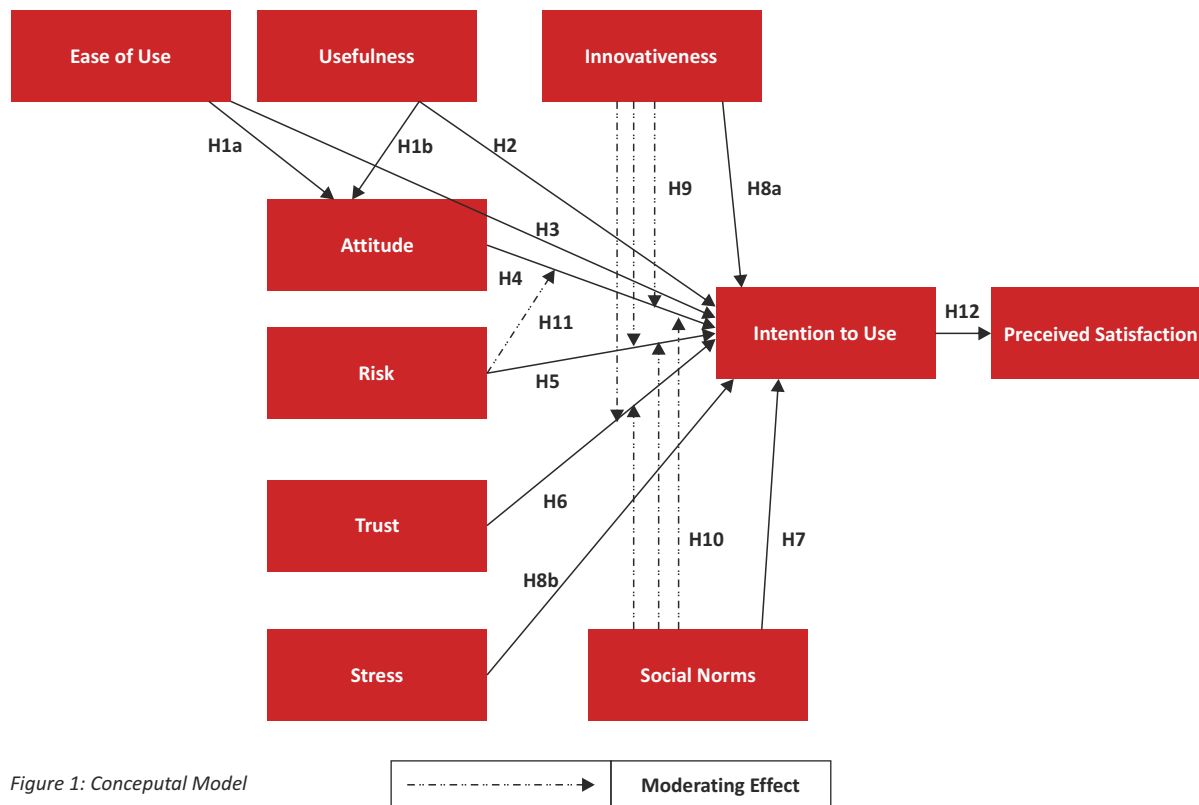 Ease of Use
Usefulness
Innovativeness
H1a
H1b
H2
H9
H8a
Attitude
H3
H4
Intention to Use
H12
Preceived Satisfaction
H11
Risk
H5
Trust
H6
H10
H7
H8b
Stress
Social Norms
Figure 1: Conceputal Model
Moderating Effect